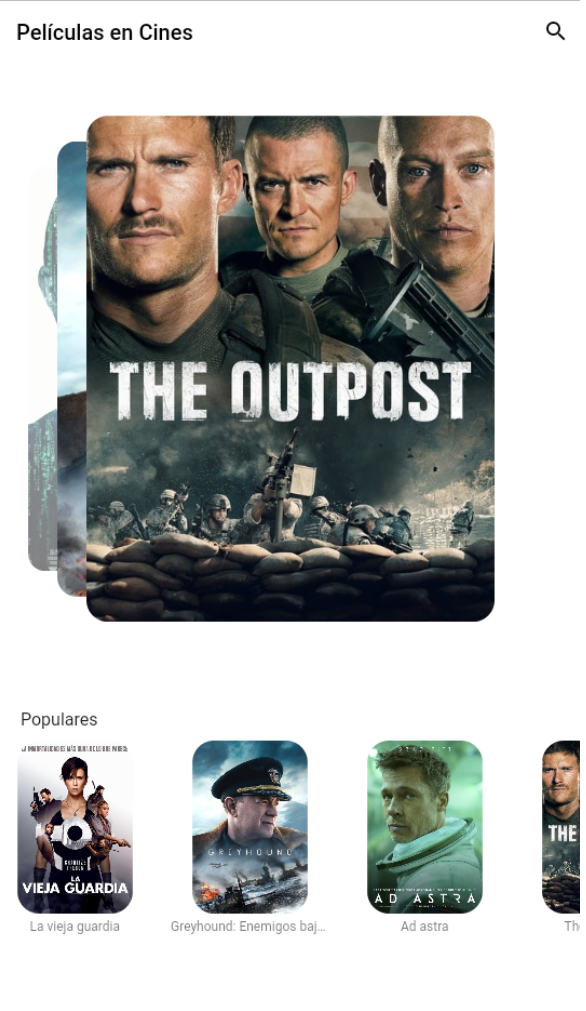 Películas en Cines
THE OUTPOST
Populares
LA
VIEJA GUARDIA
GREYHOUND
AD ASTRA
THE
La vieja guardia
Greyhound: Enemigos baj...
Ad astra
Th